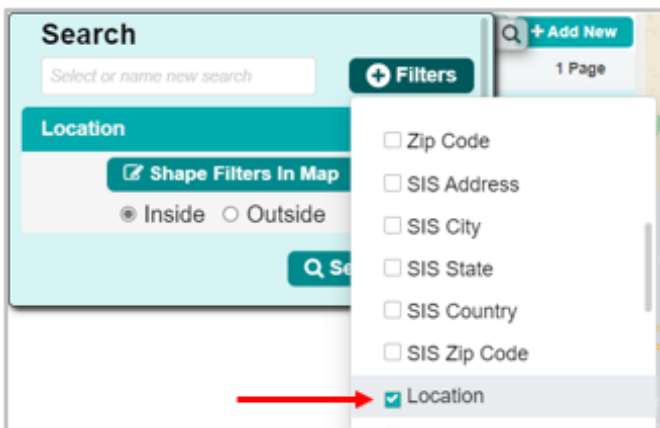 Search
+ Add New
Select or name new search
Filters
1 Page
Location
Shape Filters In Map
Inside
Outside
Zip Code
SIS Address
SIS City
SIS State
SIS Country
SIS Zip Code
Location